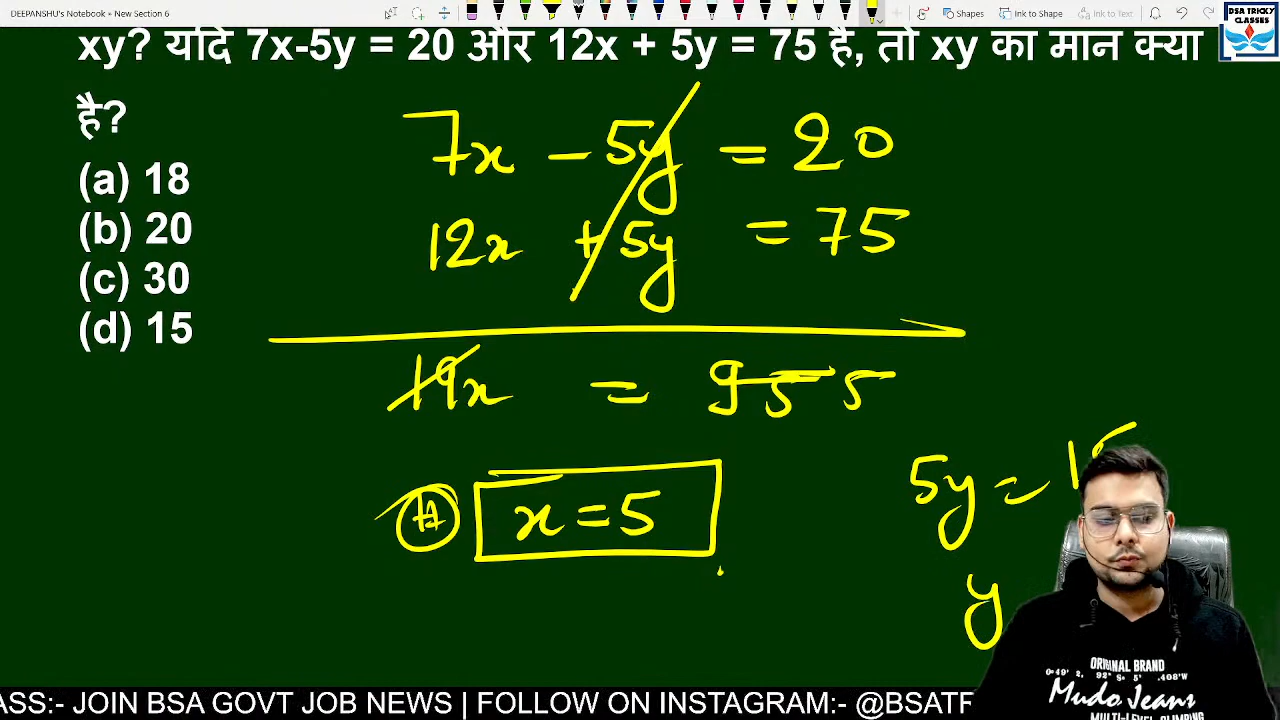 DEEPANSHU's Notebook » New Section 6
Shapes Ink to Shape Ink to Text
DSA TRICKY
CLASSES
xy? यदि 7x-5y = 20 और 12x + 5y = 75 है, तो xy का मान क्या
है?
(a) 18
(b) 20
(c) 30
(d) 15
7x - 5y = 20
12x + 5y = 75
19x = 95 5
x = 5
5y =
y
ORIGINAL BRAND
Mudo Jeans
ASS:- JOIN BSA GOVT JOB NEWS | FOLLOW ON INSTAGRAM:- @BSATF